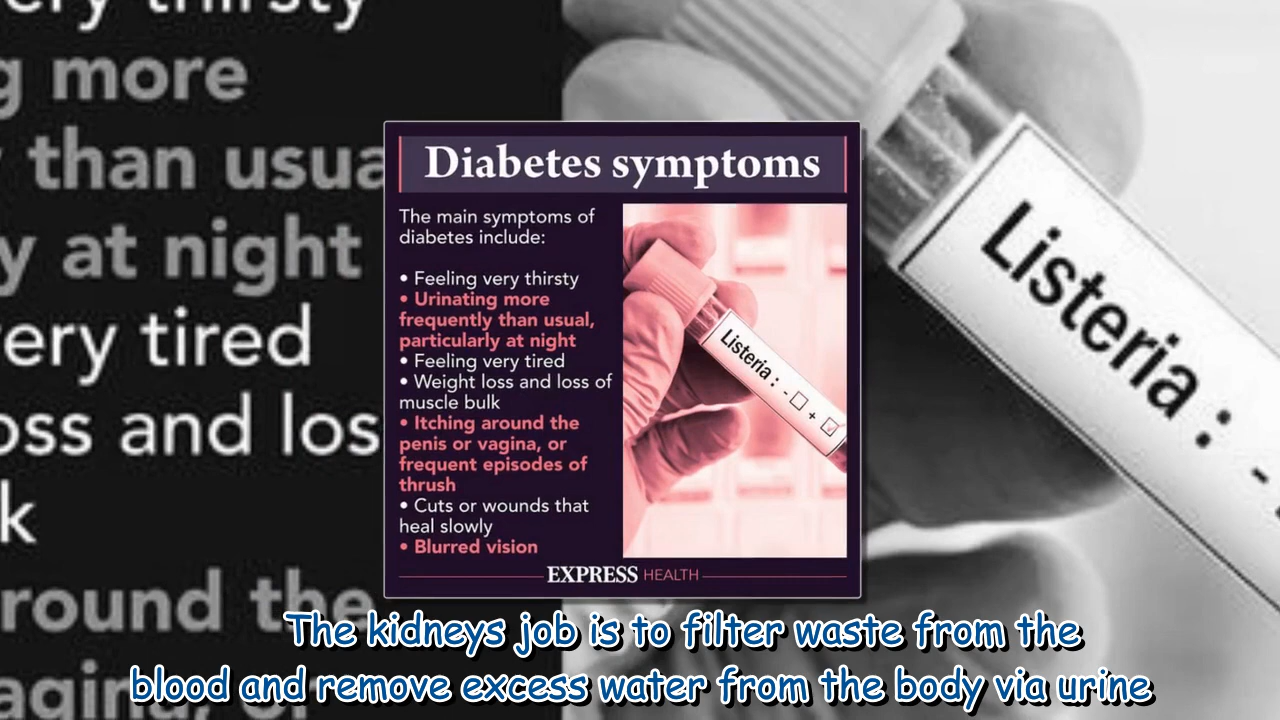 ery thirsty
g more
than usua
y at night
very tired
oss and los
k
round the
agina, or
Listeria : -
Diabetes symptoms
The main symptoms of
diabetes include:
• Feeling very thirsty
• Urinating more
frequently than usual,
particularly at night
• Feeling very tired
• Weight loss and loss of
muscle bulk
• Itching around the
penis or vagina, or
frequent episodes of
thrush
• Cuts or wounds that
heal slowly
• Blurred vision
Listeria : - □ + ☑
EXPRESS HEALTH
The kidneys job is to filter waste from the
blood and remove excess water from the body via urine